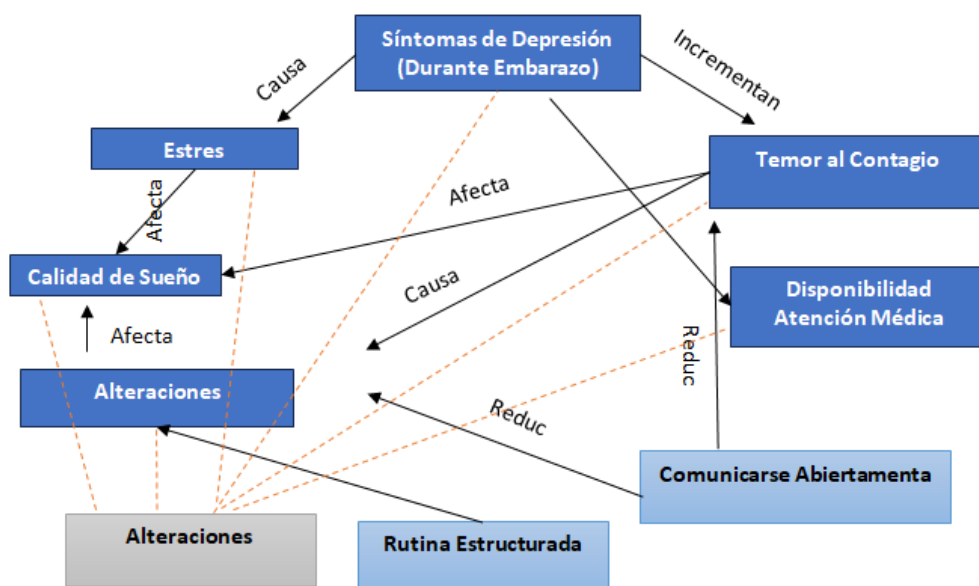 Síntomas de Depresión
(Durante Embarazo)
Causa
Incrementan
Estres
Temor al Contagio
Afecta
Afecta
Calidad de Sueño
Causa
Disponibilidad
Atención Médica
Afecta
Reduc
Alteraciones
Reduc
Comunicarse Abiertamenta
Alteraciones
Rutina Estructurada